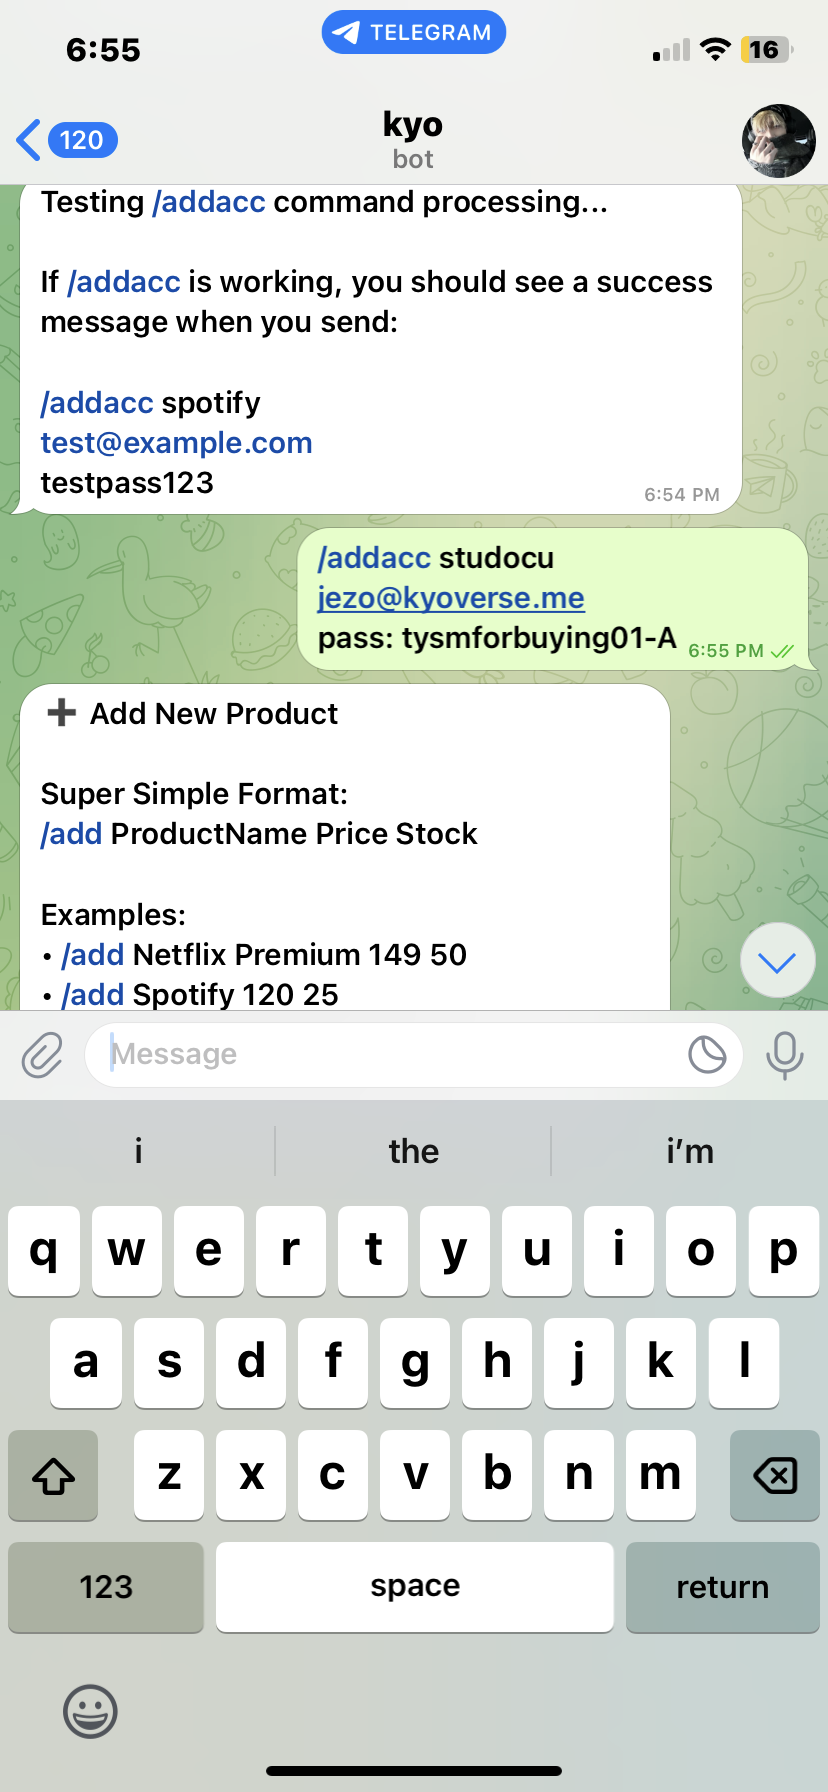 6:55
TELEGRAM
16
120
kyo
bot
Testing /addacc command processing...
If /addacc is working, you should see a success
message when you send:
/addacc spotify
test@example.com
testpass123
6:54 PM
/addacc studocu
jezo@kyoverse.me
pass: tysmforbuying01-A
6:55 PM
➕ Add New Product
Super Simple Format:
/add ProductName Price Stock
Examples:
• /add Netflix Premium 149 50
• /add Spotify 120 25
Message
i the i'm
q w e r t y u i o p
a s d f g h j k l
z x c v b n m
123 space return